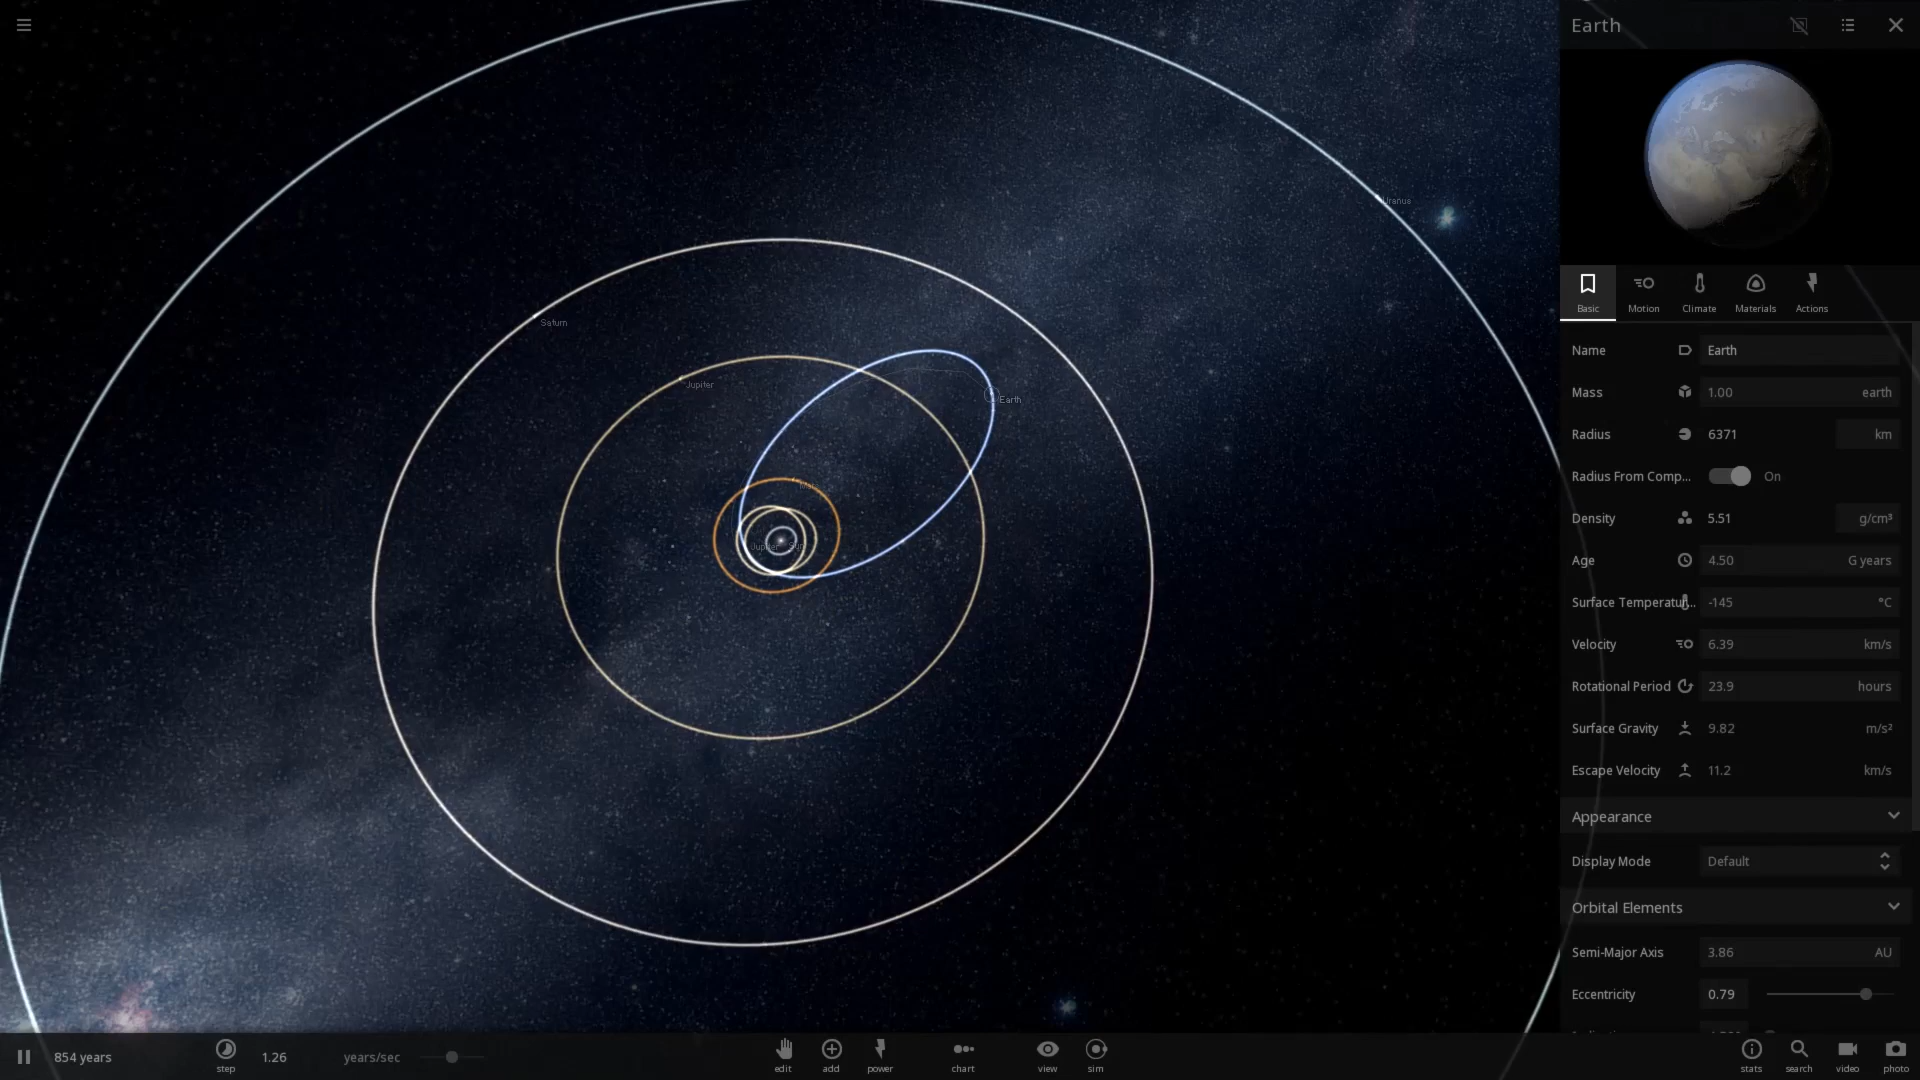 Earth
Uranus
Saturn
Jupiter
Earth
Jupiter
Basic
Motion
Climate
Materials
Actions
Name Earth
Mass 1.00 earth
Radius 6371 km
Radius From Comp... On
Density 5.51 g/cm³
Age 4.50 G years
Surface Temperatur... -145 °C
Velocity 6.39 km/s
Rotational Period 23.9 hours
Surface Gravity 9.82 m/s²
Escape Velocity 11.2 km/s
Appearance
Display Mode Default
Orbital Elements
Semi-Major Axis 3.86 AU
Eccentricity 0.79
854 years
step
1.26 years/sec
edit
add
power
chart
view
sim
stats
search
video
photo